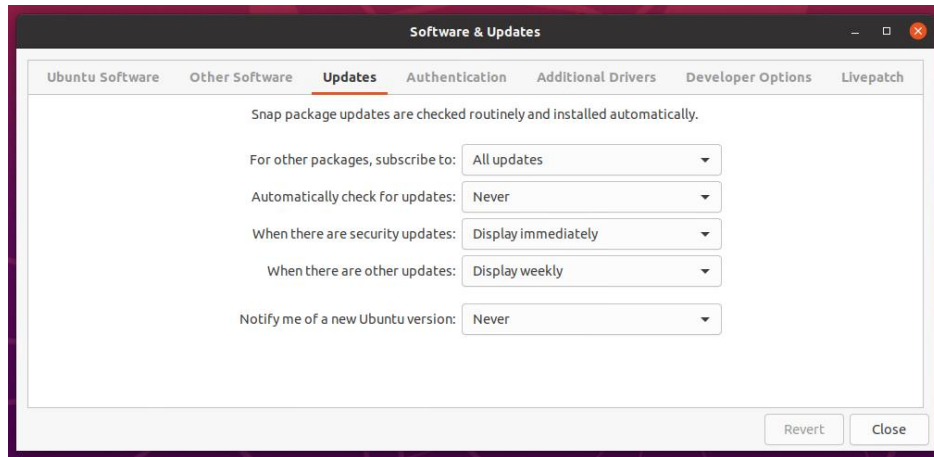 Software & Updates
Ubuntu Software Other Software Updates Authentication Additional Drivers Developer Options Livepatch
Snap package updates are checked routinely and installed automatically.
For other packages, subscribe to: All updates
Automatically check for updates: Never
When there are security updates: Display immediately
When there are other updates: Display weekly
Notify me of a new Ubuntu version: Never
Revert Close